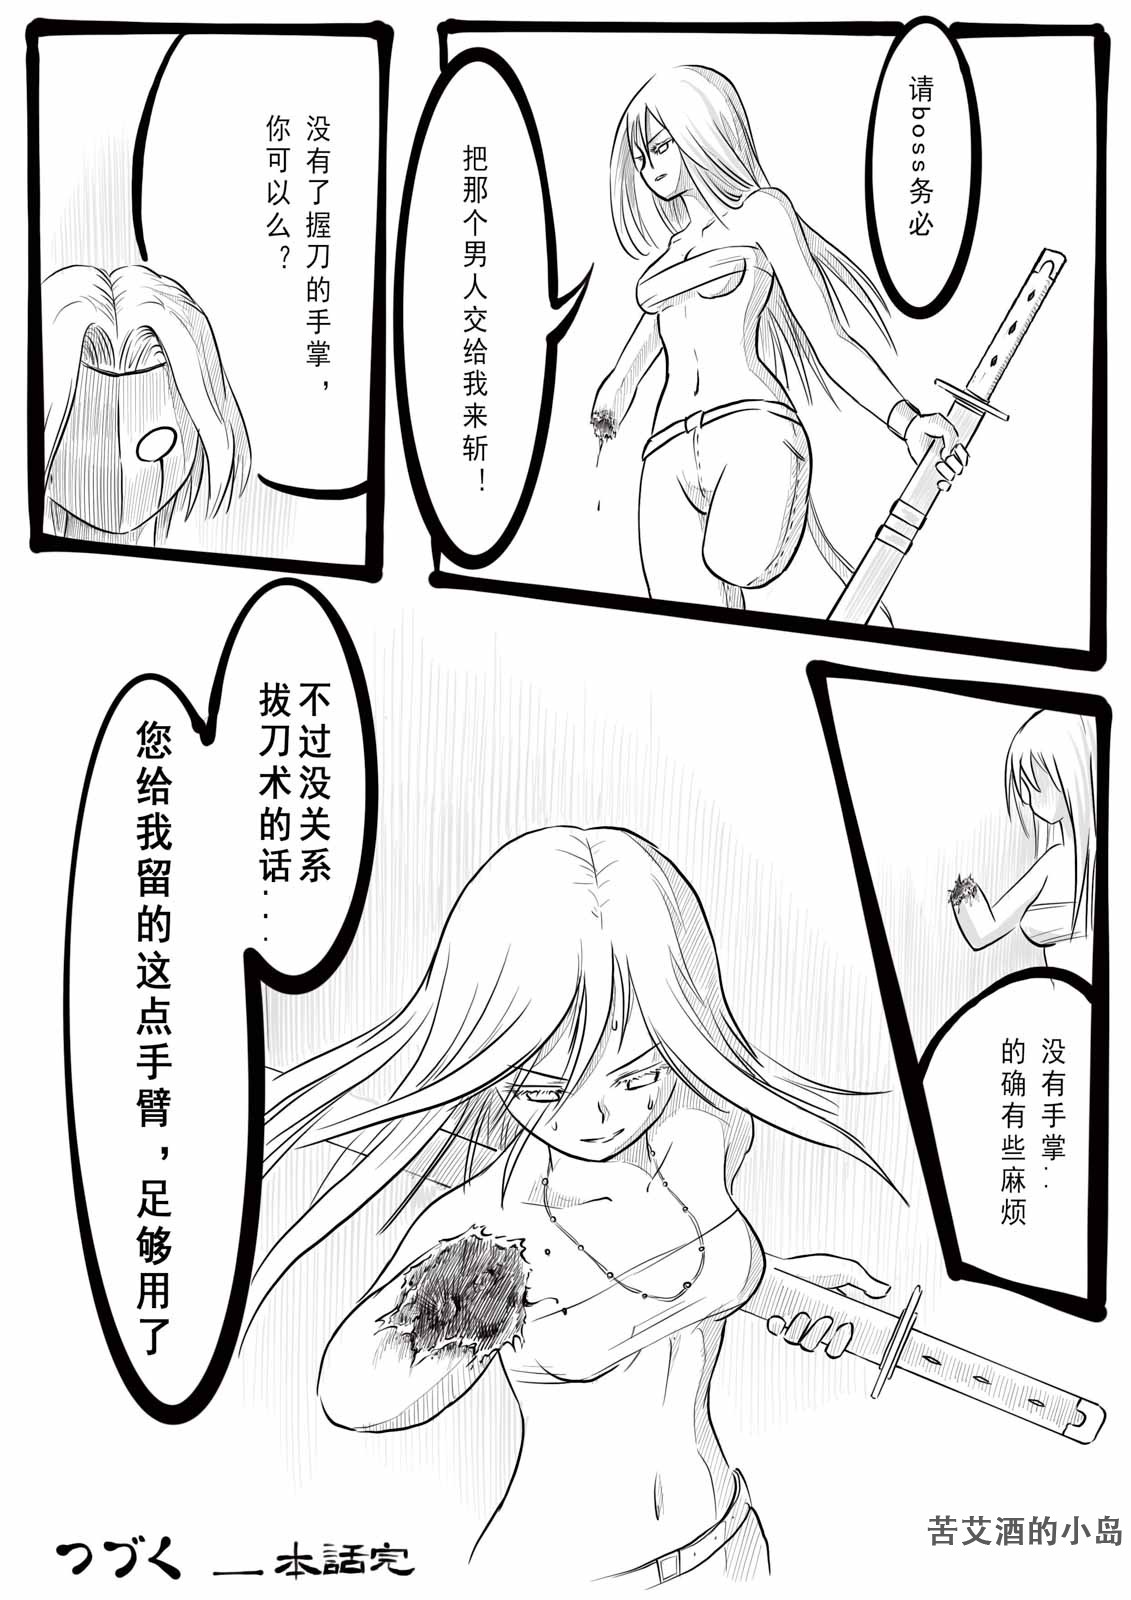 请boss务必
把那个男人交给我来斩！
没有了握刀的手掌，
你可以么？
没有手掌..
的确有些麻烦
不过没关系
拔刀术的话...
您给我留的这点手臂，足够用了
つづく — 本話完
苦艾酒的小岛